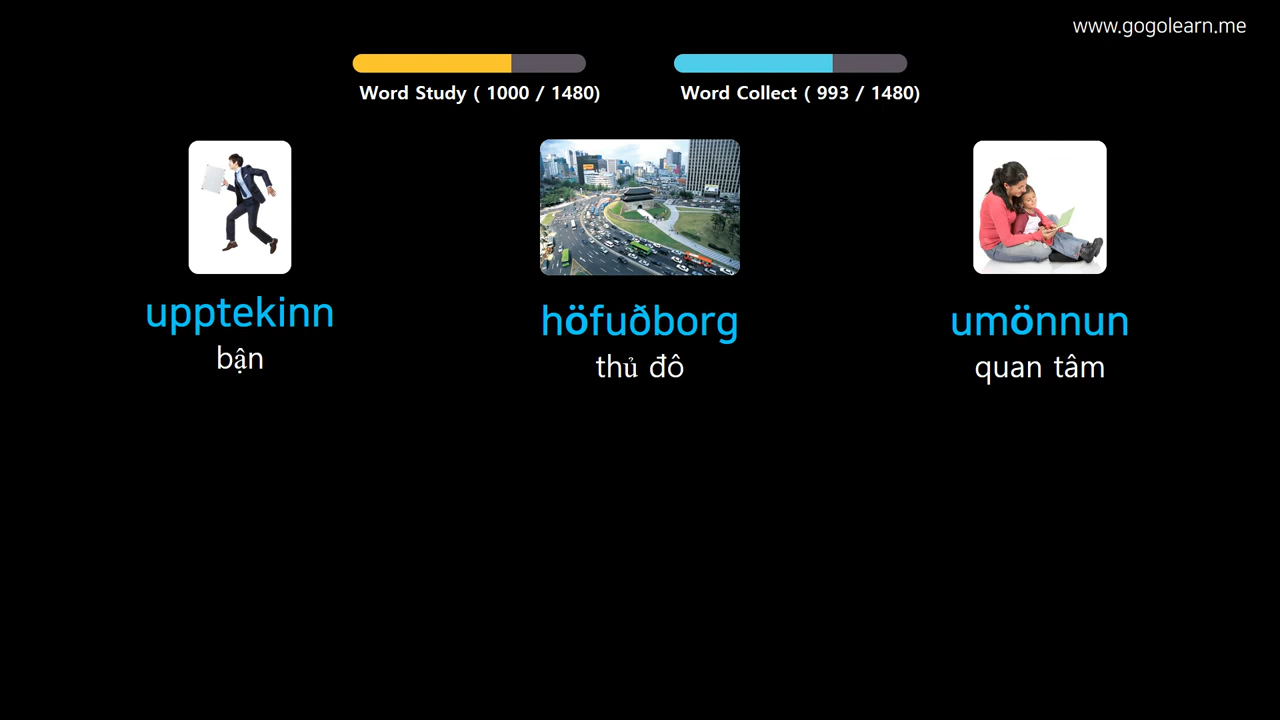 www.gogolearn.me
Word Study ( 1000 / 1480)
Word Collect ( 993 / 1480)
upptekinn
bận
höfuðborg
thủ đô
umönnun
quan tâm